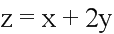 z = x + 2y